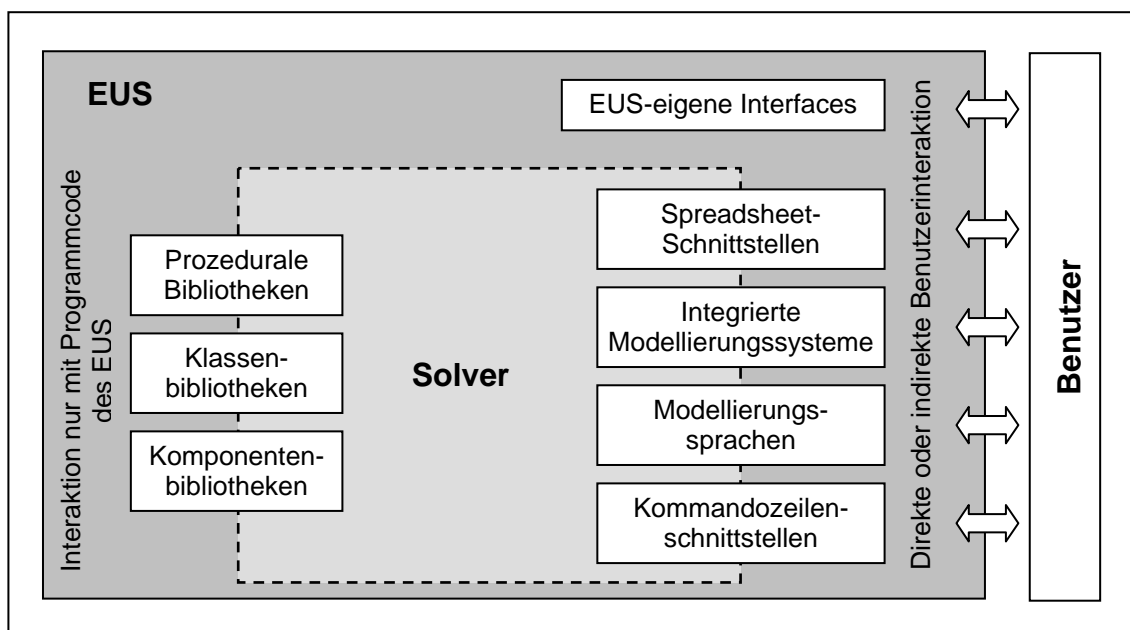 EUS
EUS-eigene Interfaces
Interaktion nur mit Programmcode
des EUS
Prozedurale
Bibliotheken
Klassen-
bibliotheken
Komponenten-
bibliotheken
Solver
Spreadsheet-
Schnittstellen
Integrierte
Modellierungssysteme
Modellierungs-
sprachen
Kommandozeilen-
schnittstellen
Direkte oder indirekte Benutzerinteraktion
Benutzer